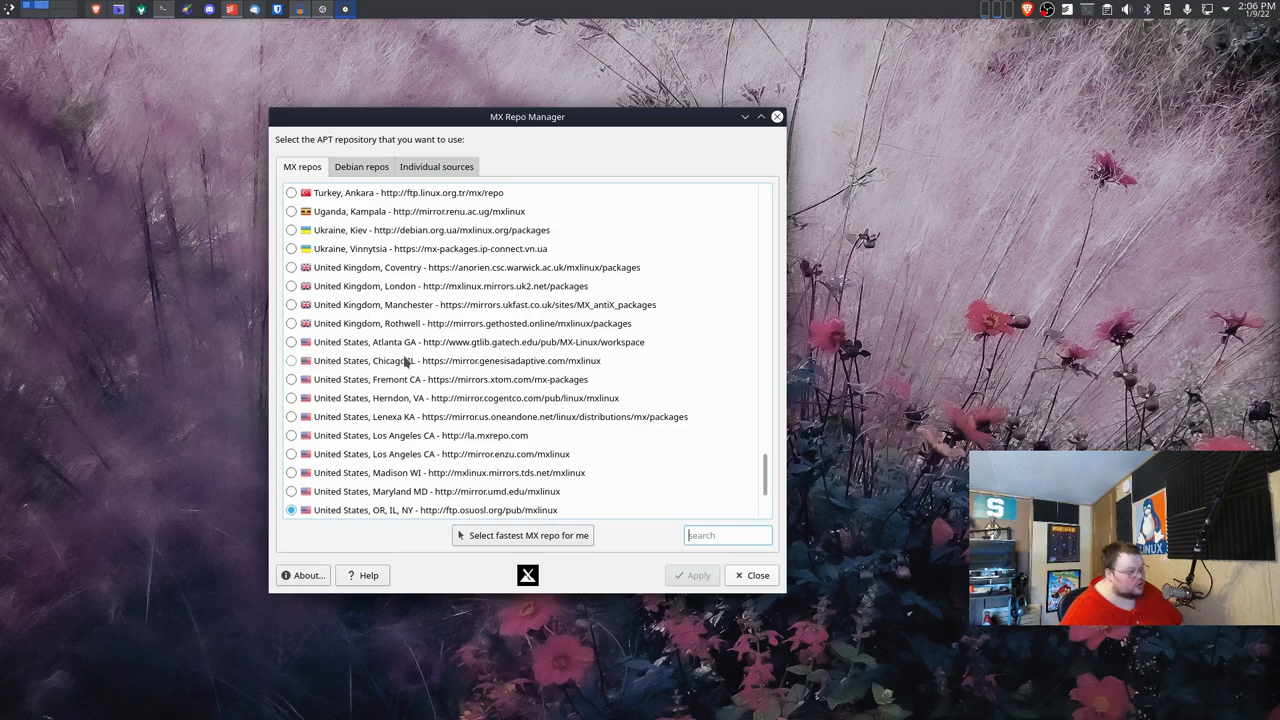 2:06 PM
1/9/22
MX Repo Manager
Select the APT repository that you want to use:
MX repos Debian repos Individual sources
Turkey, Ankara - http://ftp.linux.org.tr/mx/repo
Uganda, Kampala - http://mirror.renu.ac.ug/mxlinux
Ukraine, Kiev - http://debian.org.ua/mxlinux.org/packages
Ukraine, Vinnytsia - https://mx-packages.ip-connect.vn.ua
United Kingdom, Coventry - https://anorien.csc.warwick.ac.uk/mxlinux/packages
United Kingdom, London - http://mxlinux.mirrors.uk2.net/packages
United Kingdom, Manchester - https://mirrors.ukfast.co.uk/sites/MX_antiX_packages
United Kingdom, Rothwell - http://mirrors.gethosted.online/mxlinux/packages
United States, Atlanta GA - http://www.gtlib.gatech.edu/pub/MX-Linux/workspace
United States, Chicago IL - https://mirror.genesisadaptive.com/mxlinux
United States, Fremont CA - https://mirrors.xtom.com/mx-packages
United States, Herndon, VA - http://mirror.cogentco.com/pub/linux/mxlinux
United States, Lenexa KA - https://mirror.us.oneandone.net/linux/distributions/mx/packages
United States, Los Angeles CA - http://la.mxrepo.com
United States, Los Angeles CA - http://mirror.enzu.com/mxlinux
United States, Madison WI - http://mxlinux.mirrors.tds.net/mxlinux
United States, Maryland MD - http://mirror.umd.edu/mxlinux
United States, OR, IL, NY - http://ftp.osuosl.org/pub/mxlinux
Select fastest MX repo for me
search
About...
? Help
Apply
Close
S
LINUX